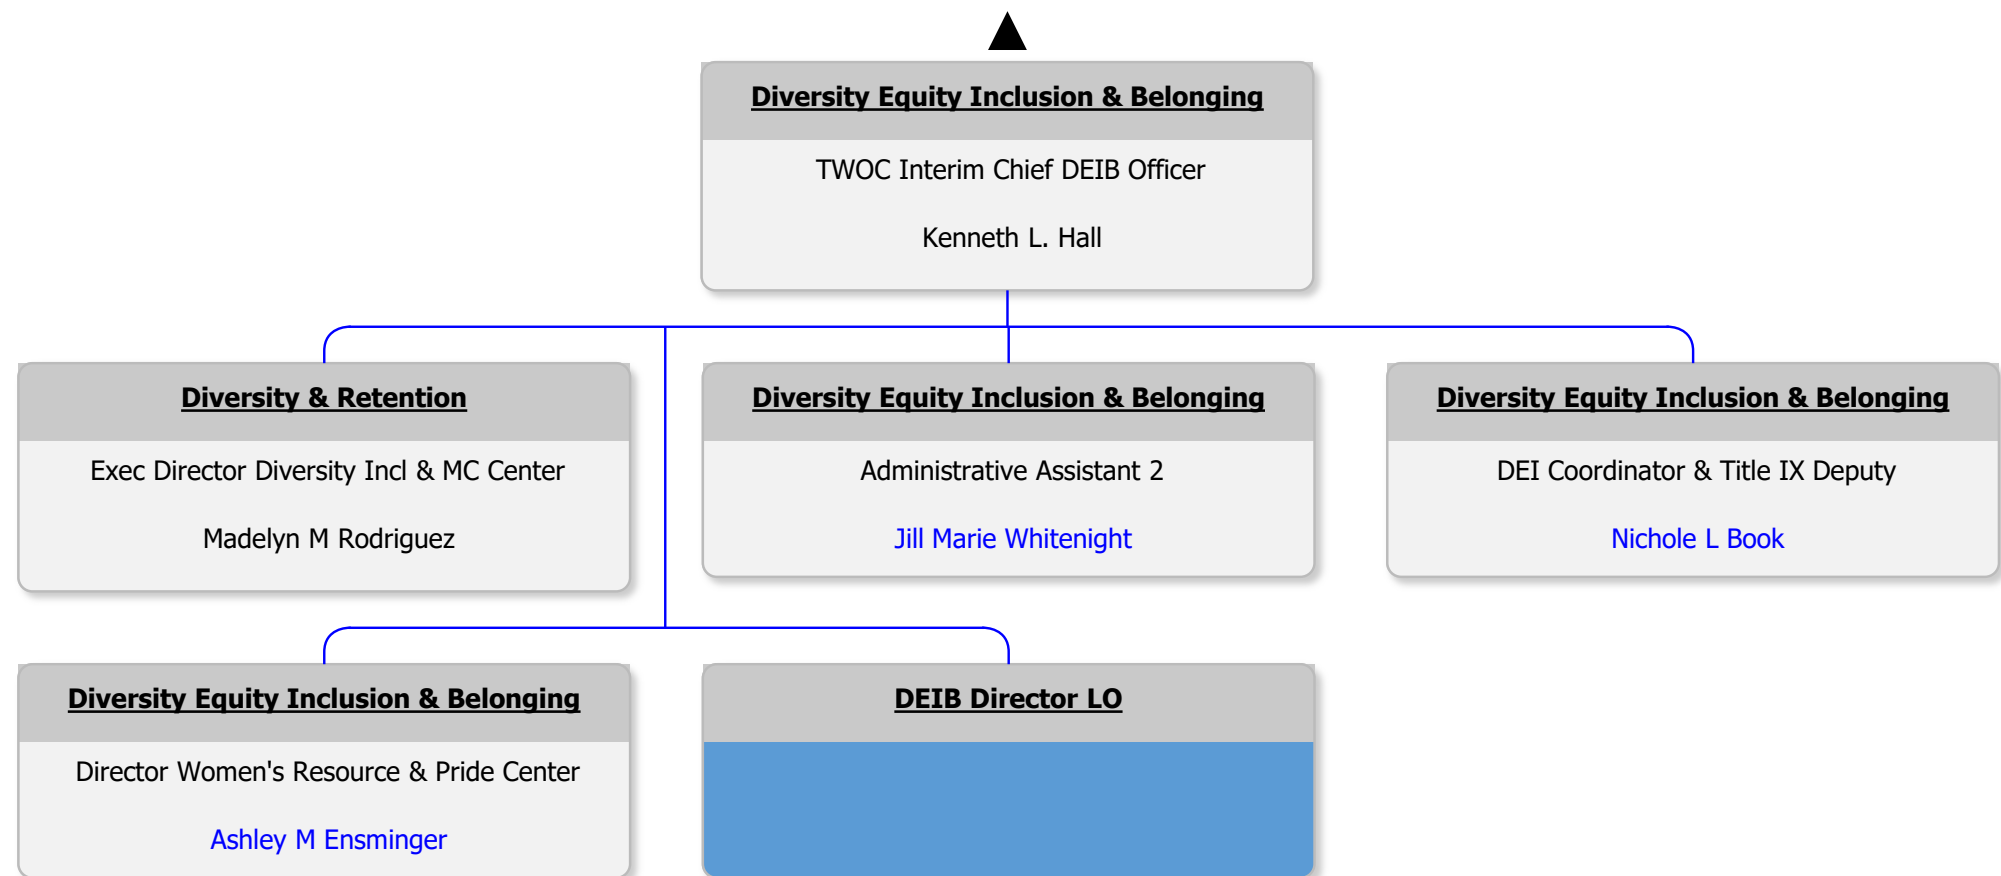 Diversity Equity Inclusion & Belonging
TWOC Interim Chief DEIB Officer
Kenneth L. Hall
Diversity & Retention
Exec Director Diversity Incl & MC Center
Madelyn M Rodriguez
Diversity Equity Inclusion & Belonging
Administrative Assistant 2
Jill Marie Whitenight
Diversity Equity Inclusion & Belonging
DEI Coordinator & Title IX Deputy
Nichole L Book
Diversity Equity Inclusion & Belonging
Director Women's Resource & Pride Center
Ashley M Ensminger
DEIB Director LO